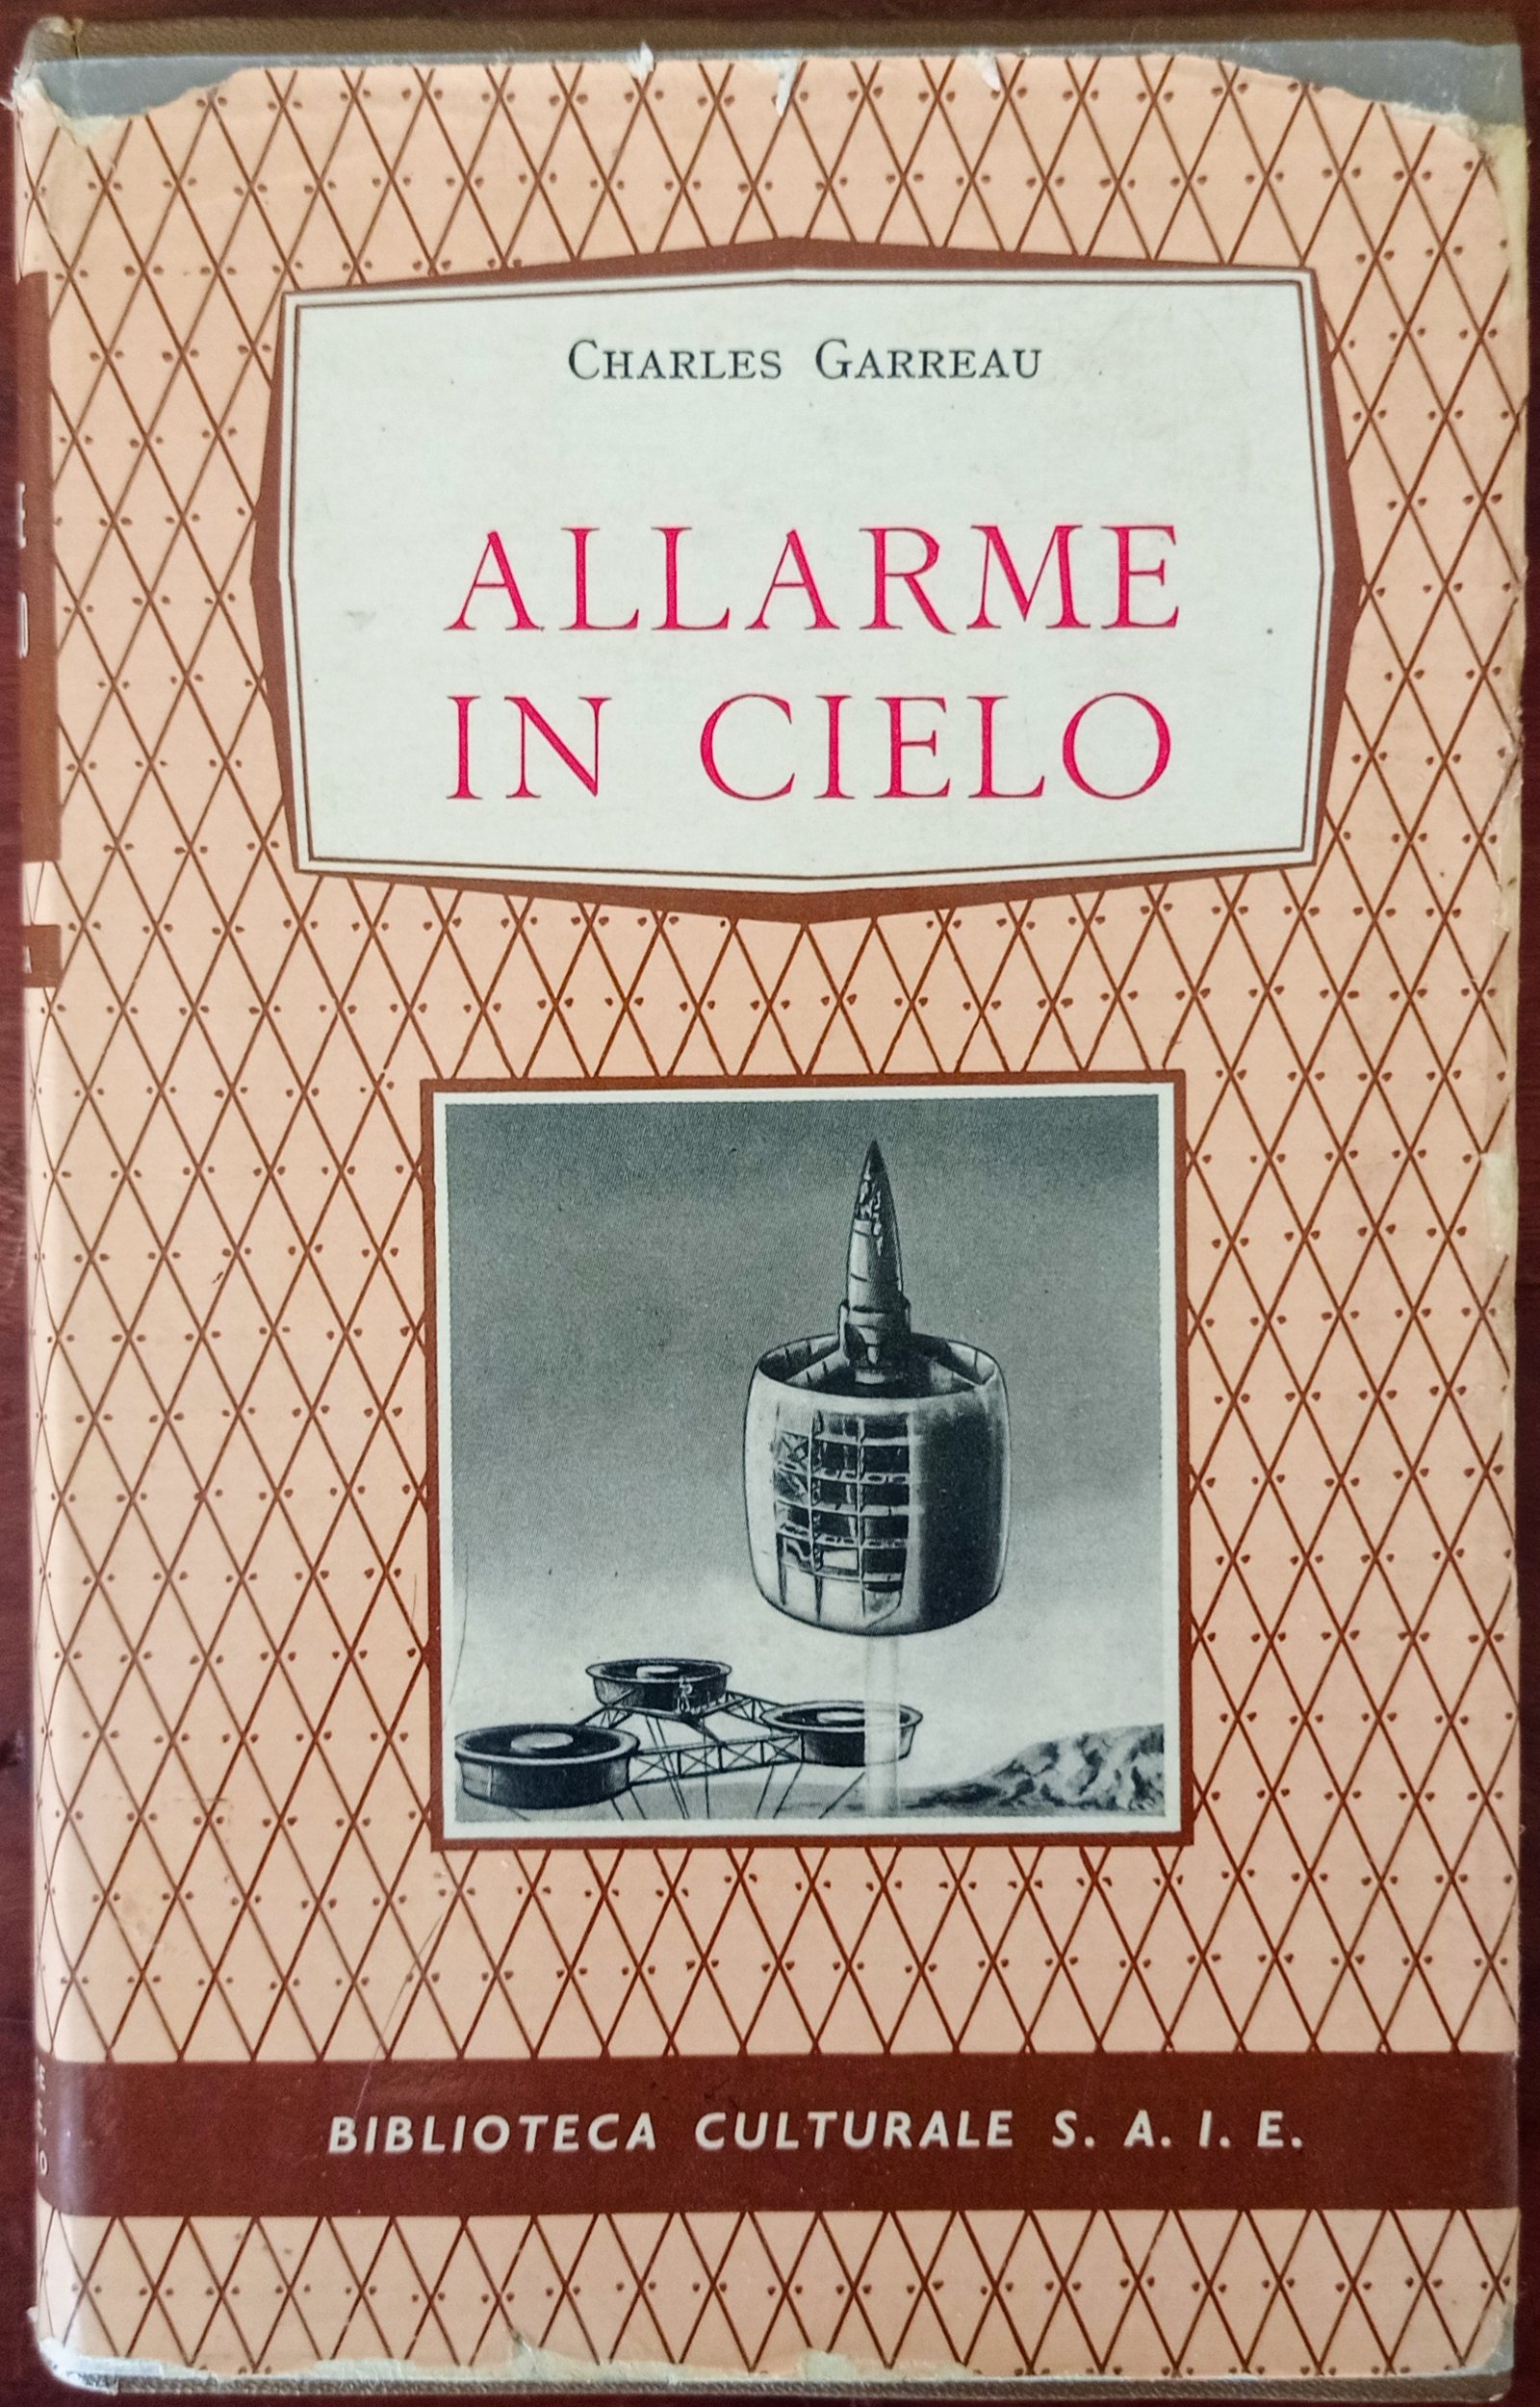 CHARLES GARREAU
ALLARME
IN CIELO
BIBLIOTECA CULTURALE S. A. I. E.